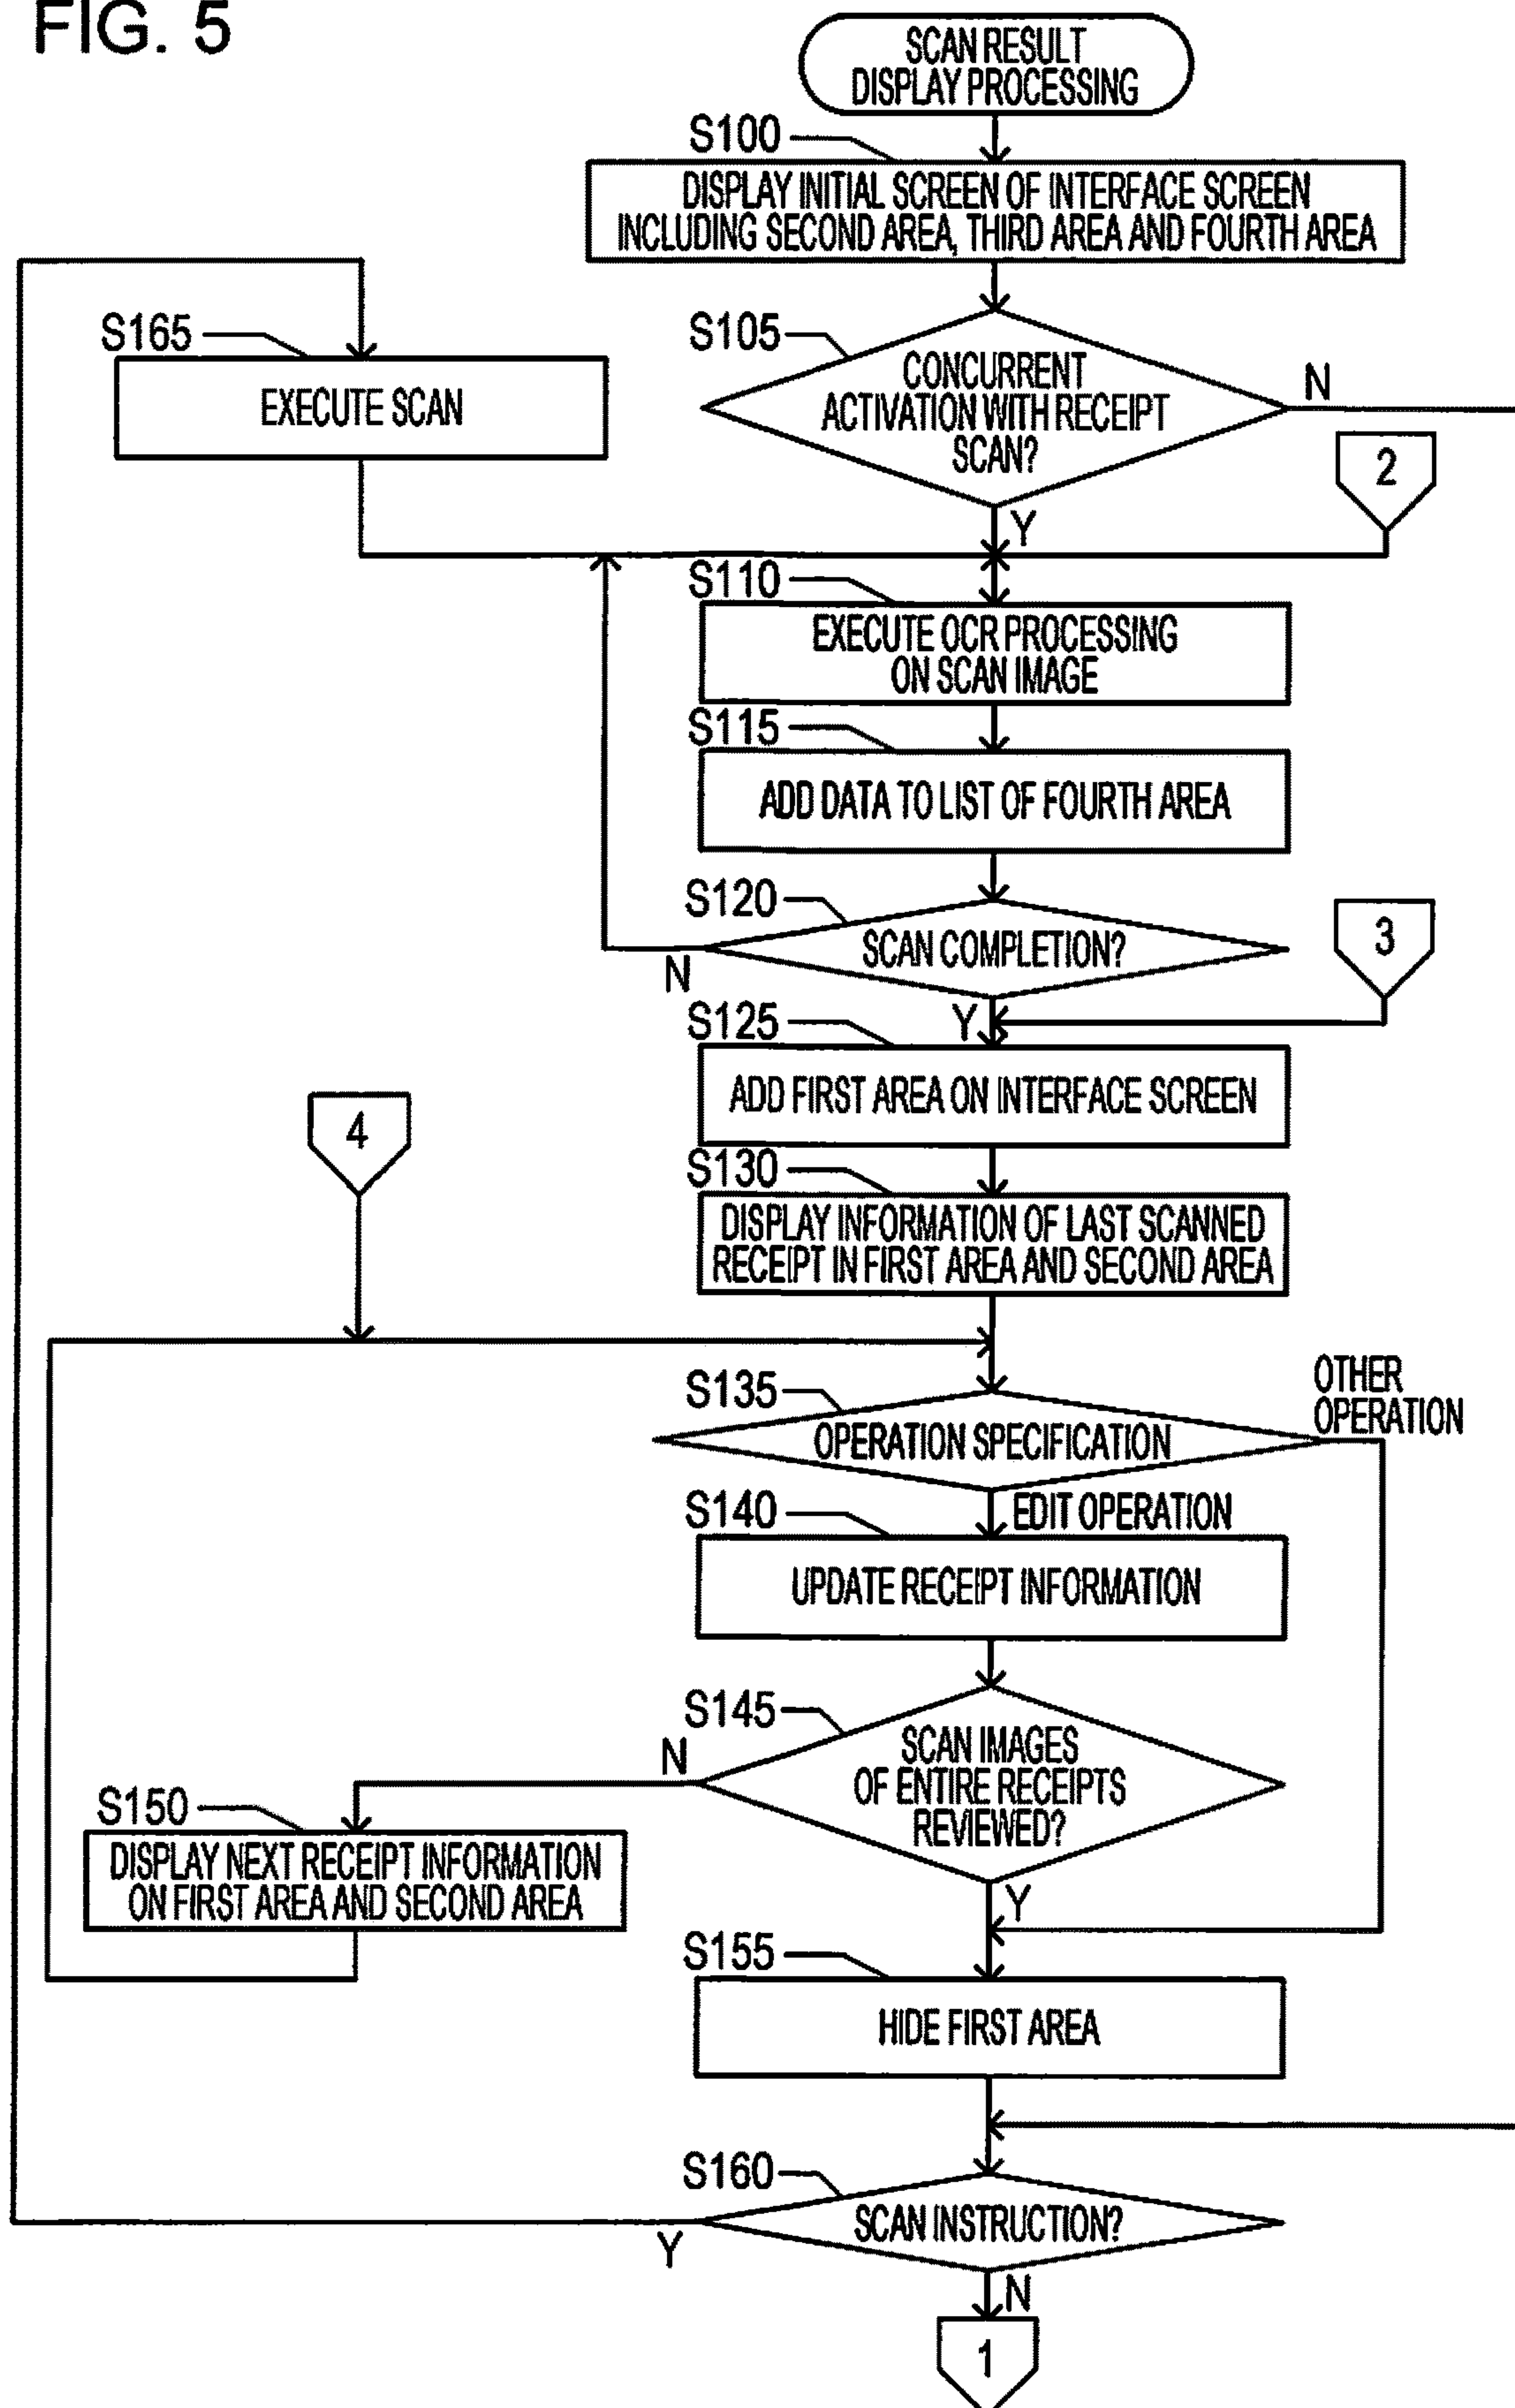 FIG. 5
SCAN RESULT
DISPLAY PROCESSING
S100
DISPLAY INITIAL SCREEN OF INTERFACE SCREEN
INCLUDING SECOND AREA, THIRD AREA AND FOURTH AREA
S165
EXECUTE SCAN
S105
CONCURRENT
ACTIVATION WITH RECEIPT
SCAN?
N
2
Y
S110
EXECUTE OCR PROCESSING
ON SCAN IMAGE
S115
ADD DATA TO LIST OF FOURTH AREA
S120
SCAN COMPLETION?
N
3
Y
S125
ADD FIRST AREA ON INTERFACE SCREEN
4
S130
DISPLAY INFORMATION OF LAST SCANNED
RECEIPT IN FIRST AREA AND SECOND AREA
S135
OPERATION SPECIFICATION
OTHER
OPERATION
S140
EDIT OPERATION
UPDATE RECEIPT INFORMATION
S145
SCAN IMAGES
OF ENTIRE RECEIPTS
REVIEWED?
N
S150
DISPLAY NEXT RECEIPT INFORMATION
ON FIRST AREA AND SECOND AREA
Y
S155
HIDE FIRST AREA
S160
SCAN INSTRUCTION?
Y
N
1